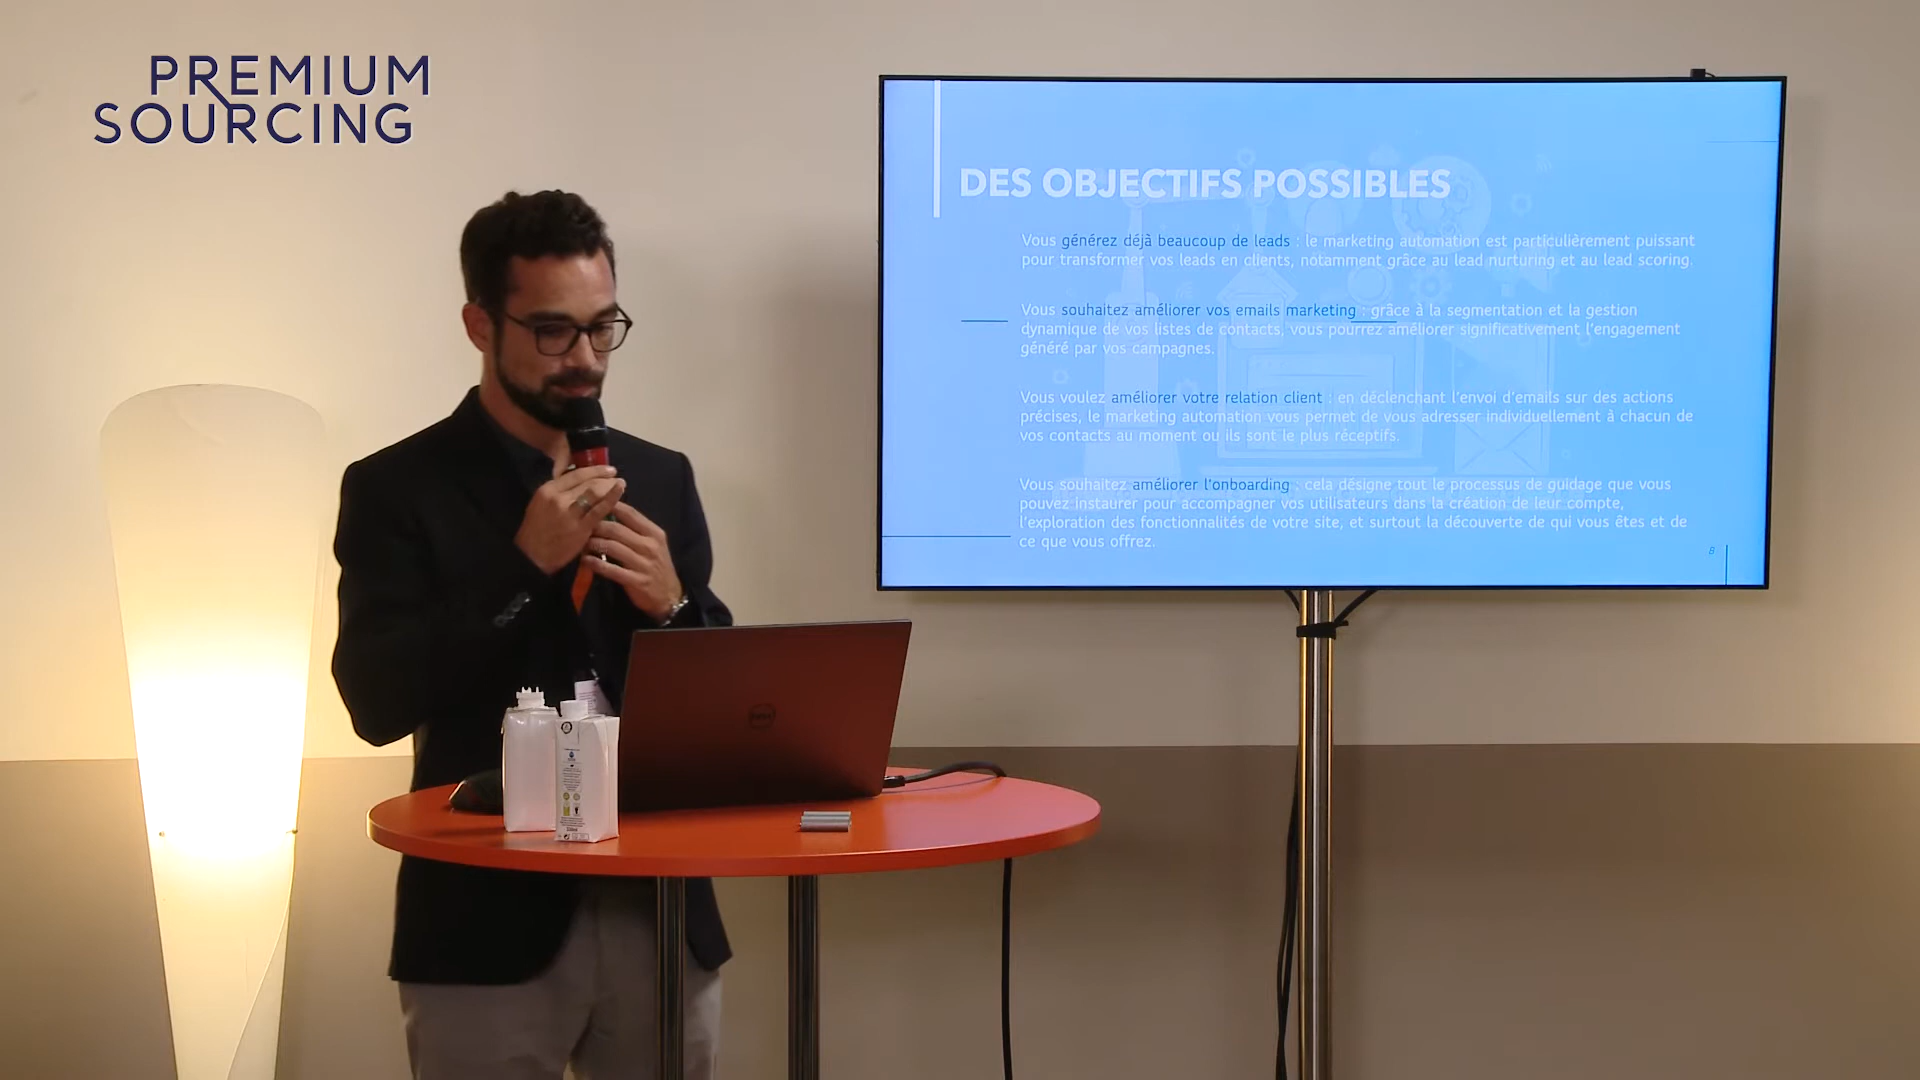 PREMIUM
SOURCING
DES OBJECTIFS POSSIBLES
Vous générez déjà beaucoup de leads : le marketing automation est particulièrement puissant
pour transformer vos leads en clients, notamment grâce au lead nurturing et au lead scoring.
Vous souhaitez améliorer vos emails marketing : grâce à la segmentation et la gestion
dynamique de vos listes de contacts, vous pourrez améliorer significativement l'engagement
généré par vos campagnes.
Vous voulez améliorer votre relation client : en déclenchant l'envoi d'emails sur des actions
précises, le marketing automation vous permet de vous adresser individuellement à chacun de
vos contacts au moment ou ils sont le plus réceptifs.
Vous souhaitez améliorer l'onboarding : cela désigne tout le processus de guidage que vous
pouvez instaurer pour accompagner vos utilisateurs dans la création de leur compte,
l'exploration des fonctionnalités de votre site, et surtout la découverte de qui vous êtes et de
ce que vous offrez.
8
DELL